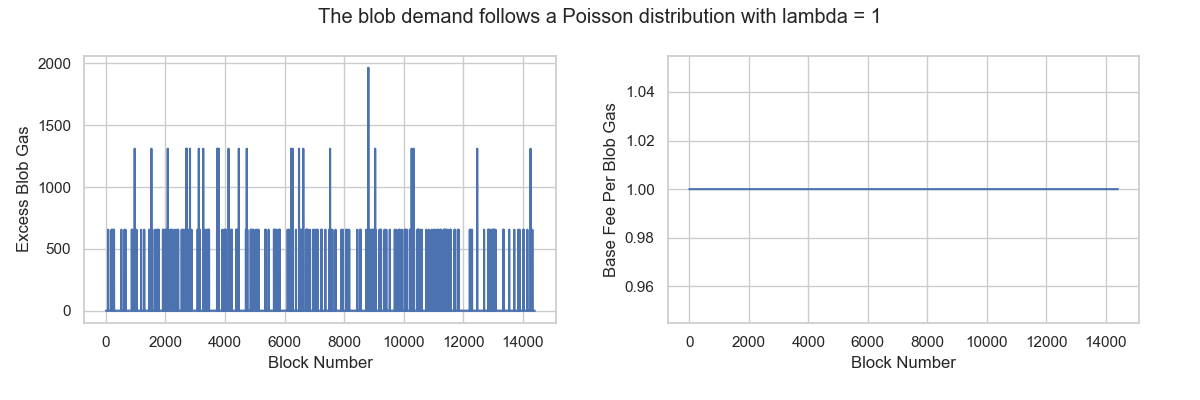 The blob demand follows a Poisson distribution with lambda = 1
2000
1500
1000
500
0
Excess Blob Gas
0 2000 4000 6000 8000 10000 12000 14000
Block Number
1.04
1.02
1.00
0.98
0.96
Base Fee Per Blob Gas
0 2000 4000 6000 8000 10000 12000 14000
Block Number